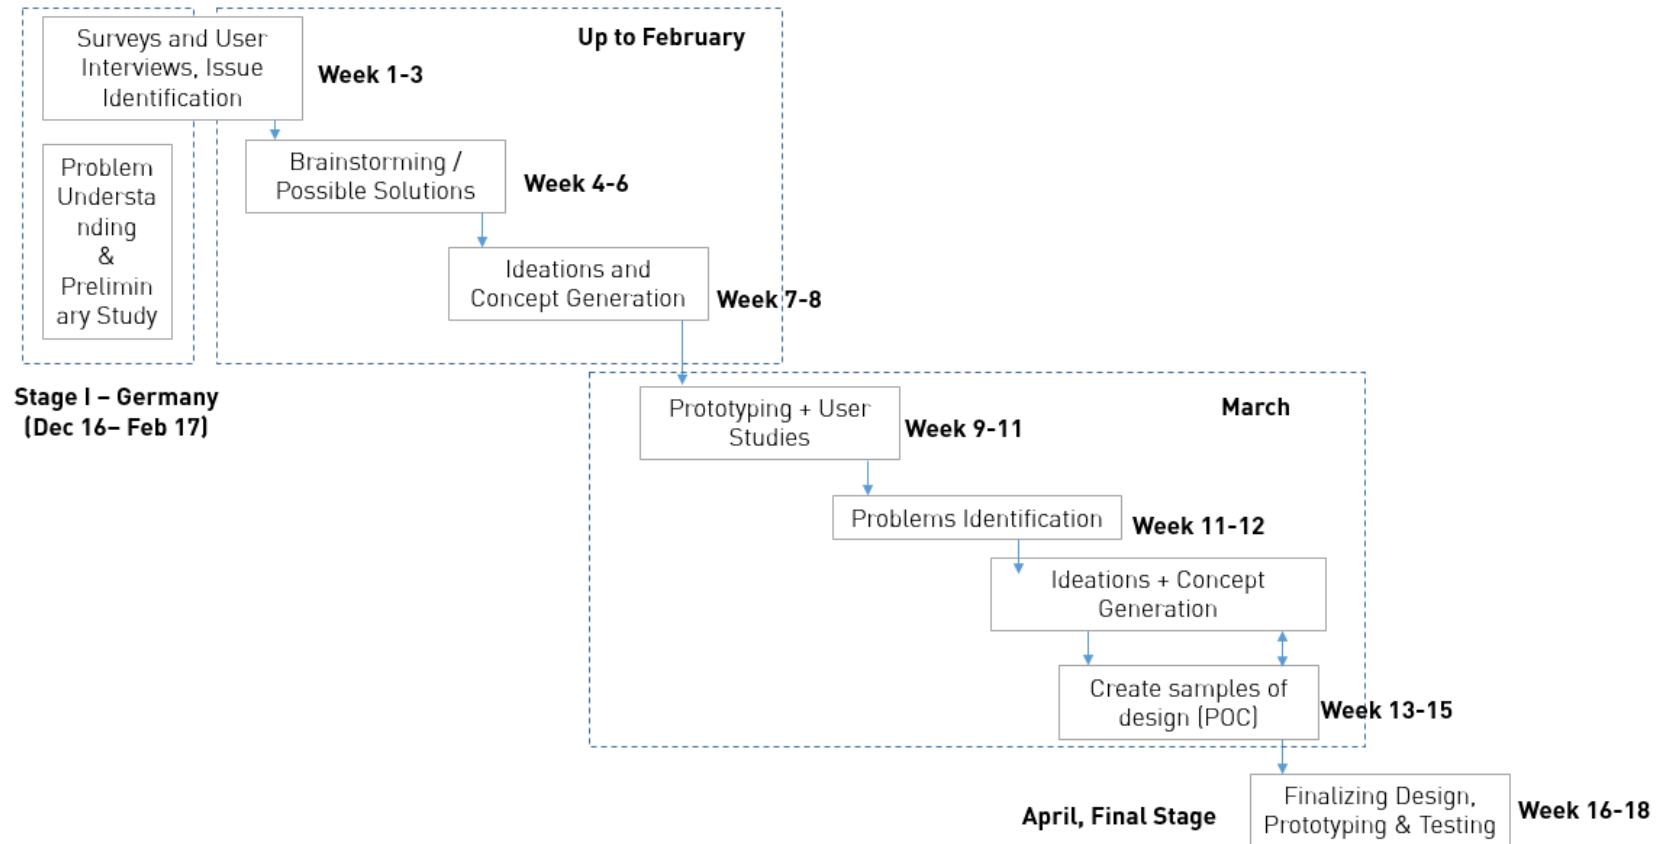 Surveys and User
Interviews, Issue
Identification
Week 1-3
Up to February
Problem
Understa
nding
&
Prelimin
ary Study
Brainstorming /
Possible Solutions
Week 4-6
Ideations and
Concept Generation
Week 7-8
Stage I – Germany
(Dec 16– Feb 17)
March
Prototyping + User
Studies
Week 9-11
Problems Identification
Week 11-12
Ideations + Concept
Generation
Create samples of
design (POC)
Week 13-15
April, Final Stage
Finalizing Design,
Prototyping & Testing
Week 16-18